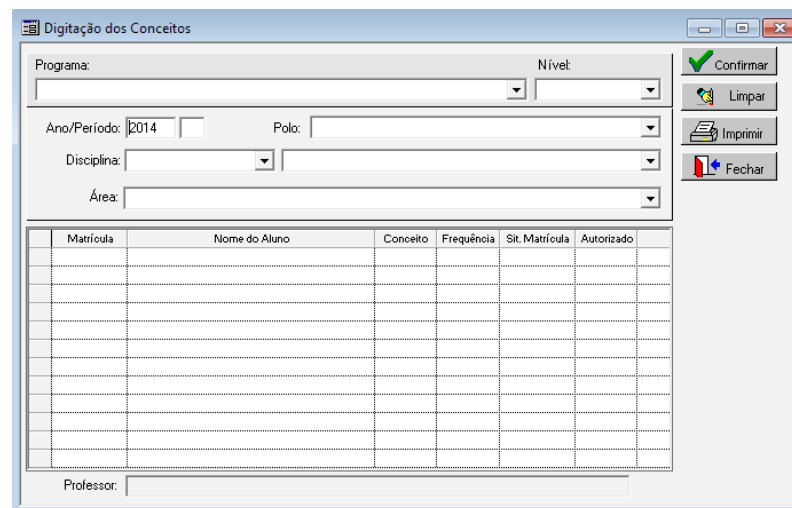 Digitação dos Conceitos
Programa:
Nível:
Confirmar
Limpar
Ano/Período: 2014
Polo:
Imprimir
Disciplina:
Fechar
Área:
Matrícula Nome do Aluno Conceito Frequência Sit. Matrícula Autorizado
Professor: